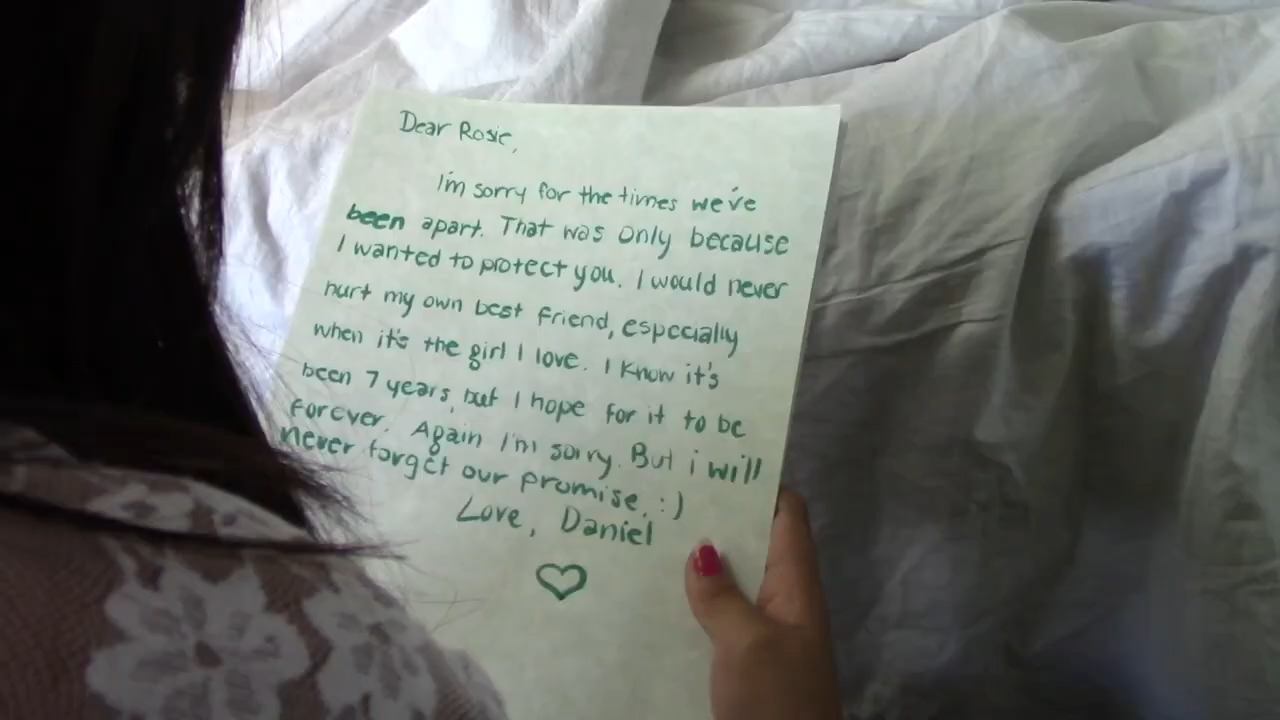 Dear Rosie,
I'm sorry for the times we've
been apart. That was only because
I wanted to protect you. I would never
hurt my own best friend, especially
when it's the girl I love. I know it's
been 7 years, but I hope for it to be
forever. Again I'm sorry. But i will
never forget our promise. :)
Love, Daniel